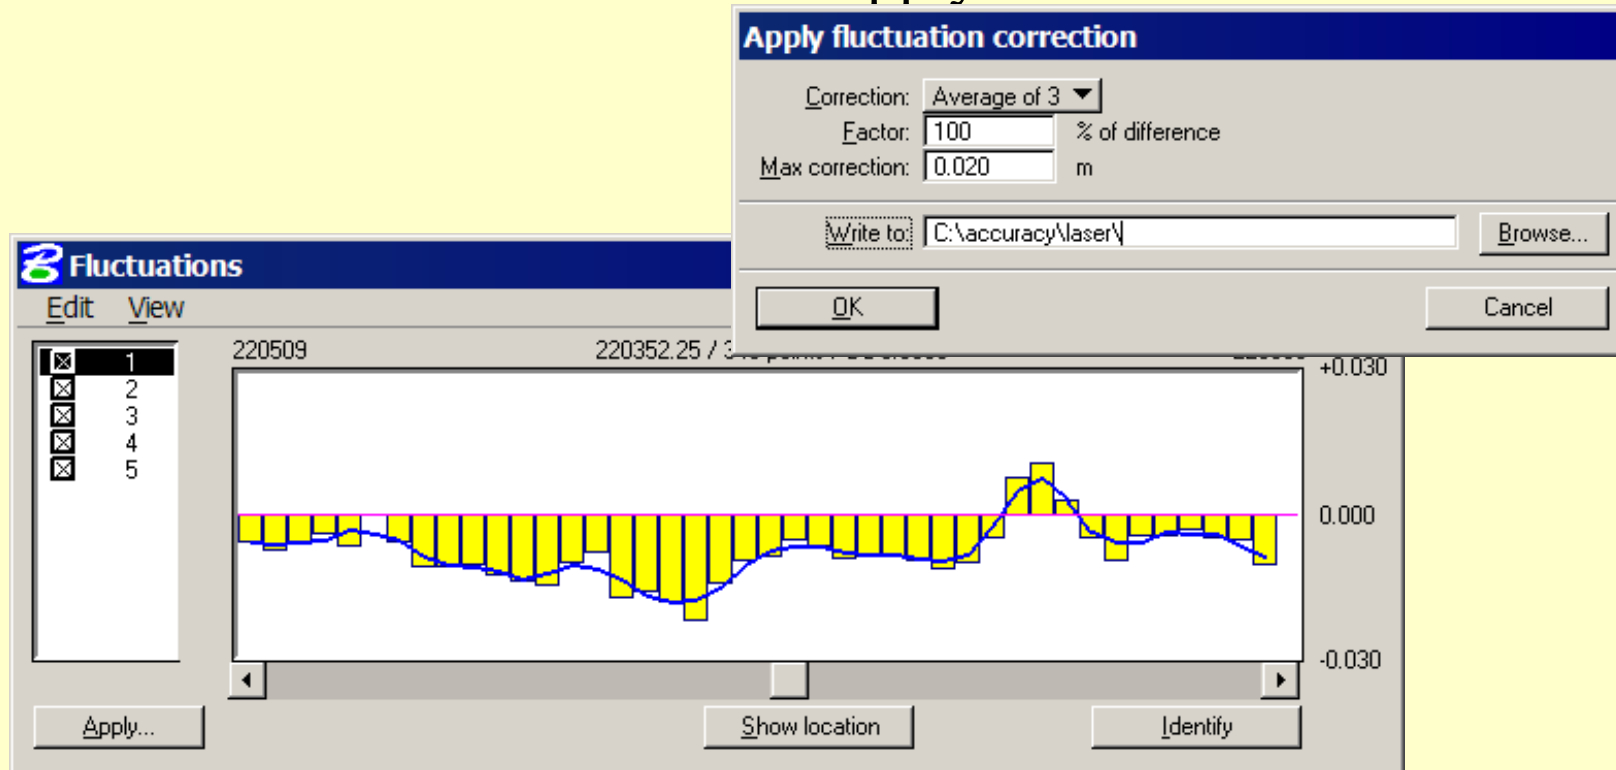 Apply fluctuation correction
Correction: Average of 3
Factor: 100 % of difference
Max correction: 0.020 m
Write to: C:\accuracy\laser\
Browse...
OK Cancel
Fluctuations
Edit View
1
2
3
4
5
220509 220352.25 /
+0.030
0.000
-0.030
Apply... Show location Identify